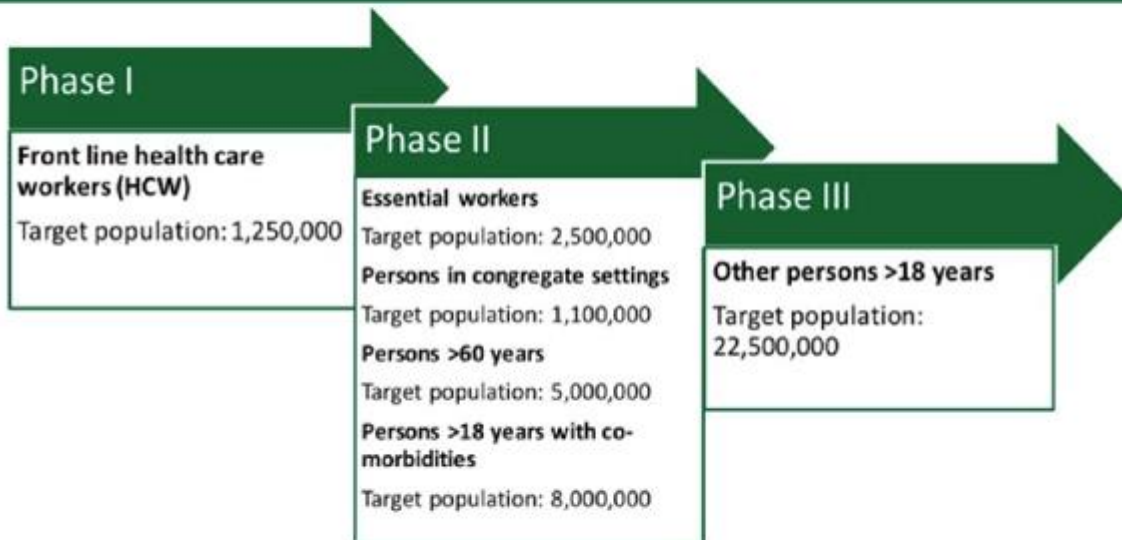 Phase I
Front line health care
workers (HCW)
Target population: 1,250,000
Phase II
Essential workers
Target population: 2,500,000
Persons in congregate settings
Target population: 1,100,000
Persons >60 years
Target population: 5,000,000
Persons >18 years with co-
morbidities
Target population: 8,000,000
Phase III
Other persons >18 years
Target population:
22,500,000